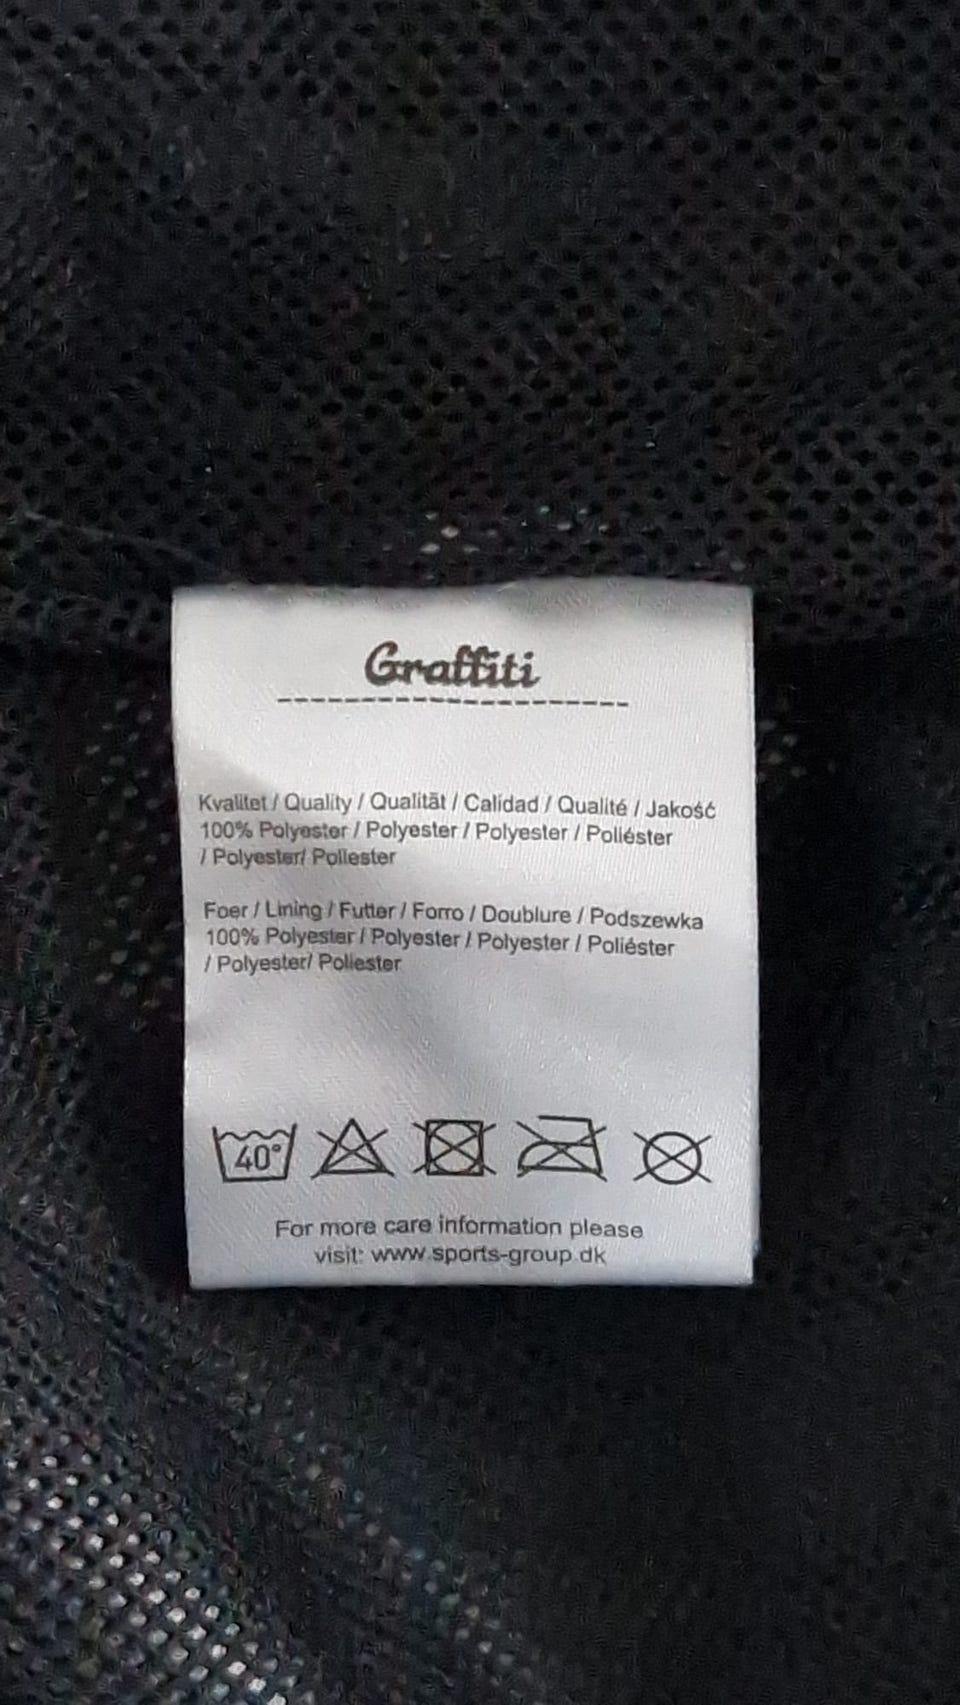 Graffiti
Kvalitet / Quality / Qualität / Calidad / Qualité / Jakość
100% Polyester / Polyester / Polyester / Poliéster
/ Polyester/ Poliester
Foer / Lining / Futter / Forro / Doublure / Podszewka
100% Polyester / Polyester / Polyester / Poliéster
/ Polyester/ Poliester
40°
For more care information please
visit: www.sports-group.dk